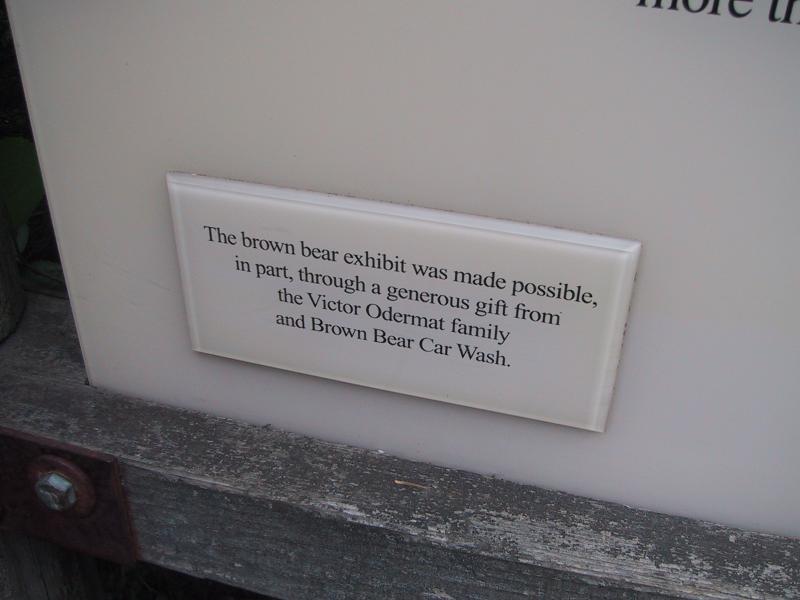 more
The brown bear exhibit was made possible,
in part, through a generous gift from
the Victor Odermat family
and Brown Bear Car Wash.